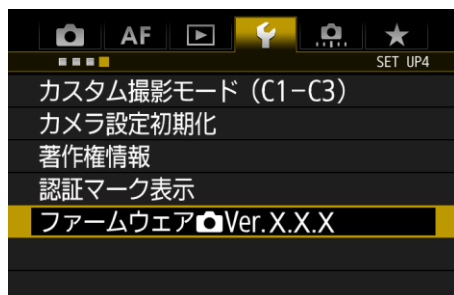 AF
SET UP4
カスタム撮影モード（C1-C3）
カメラ設定初期化
著作権情報
認証マーク表示
ファームウェア Ver.X.X.X